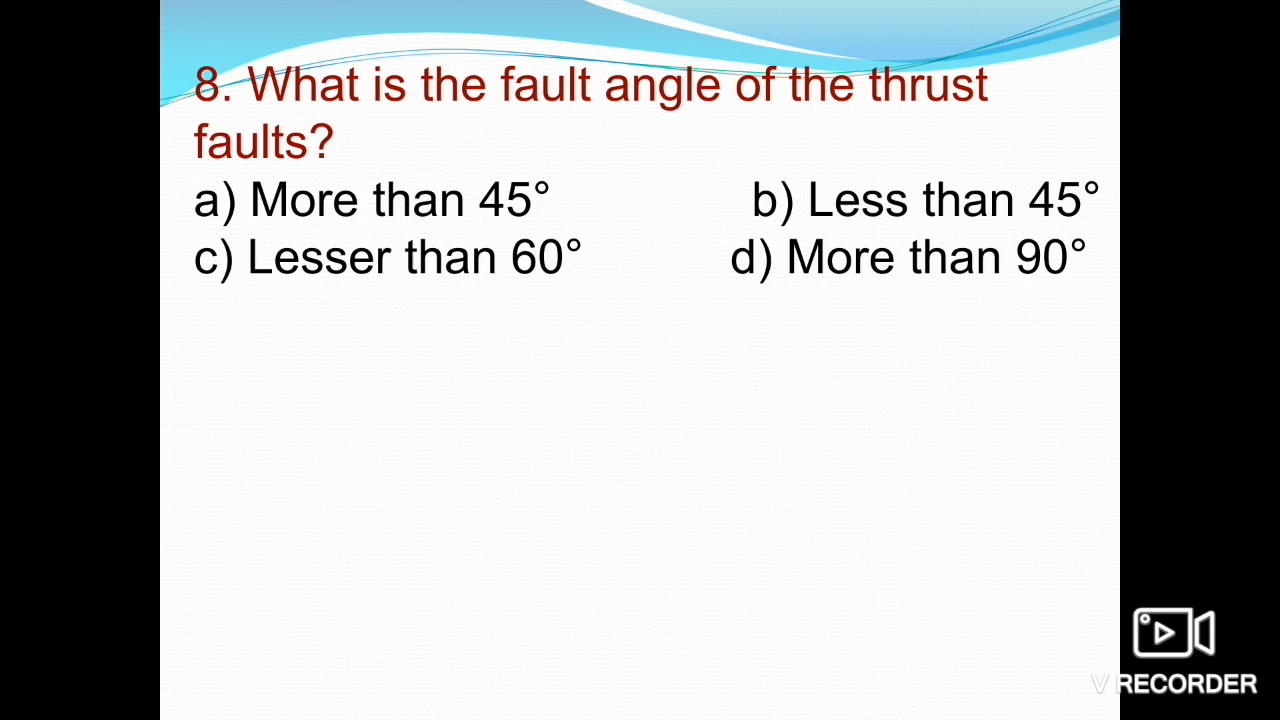 8. What is the fault angle of the thrust
faults?
a) More than 45° b) Less than 45°
c) Lesser than 60° d) More than 90°
V RECORDER